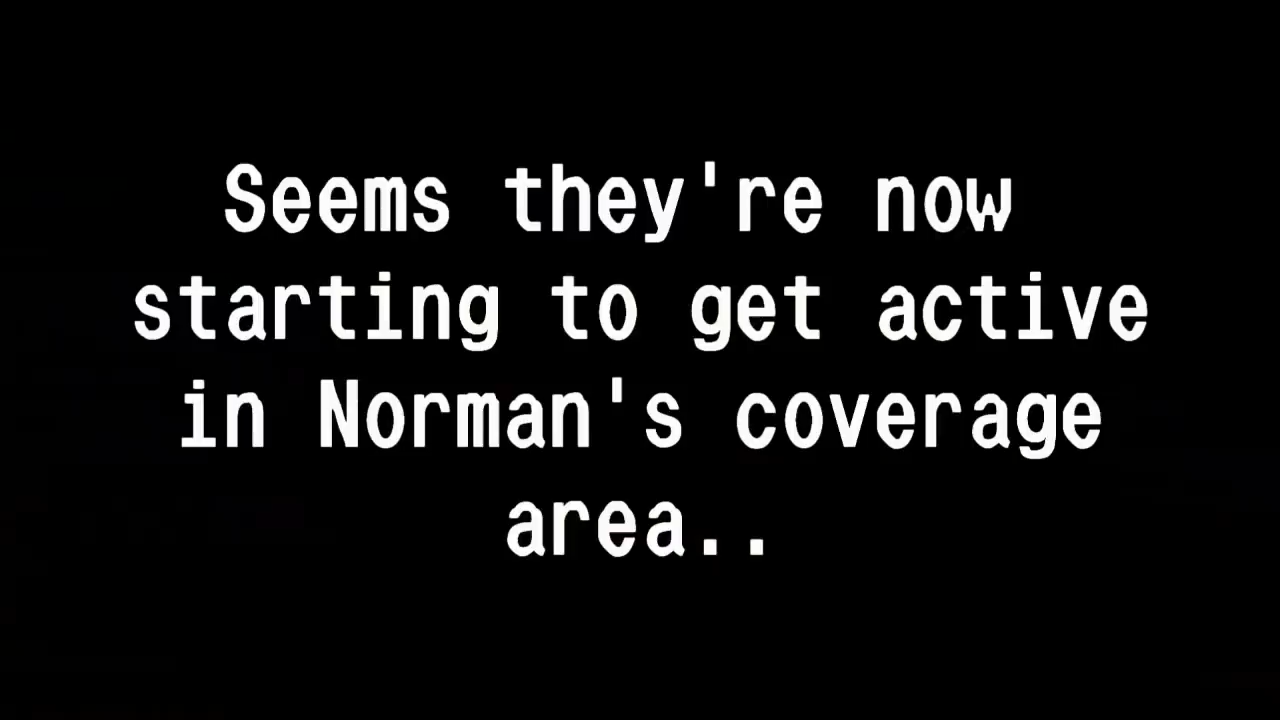 Seems they're now
starting to get active
in Norman's coverage
area..